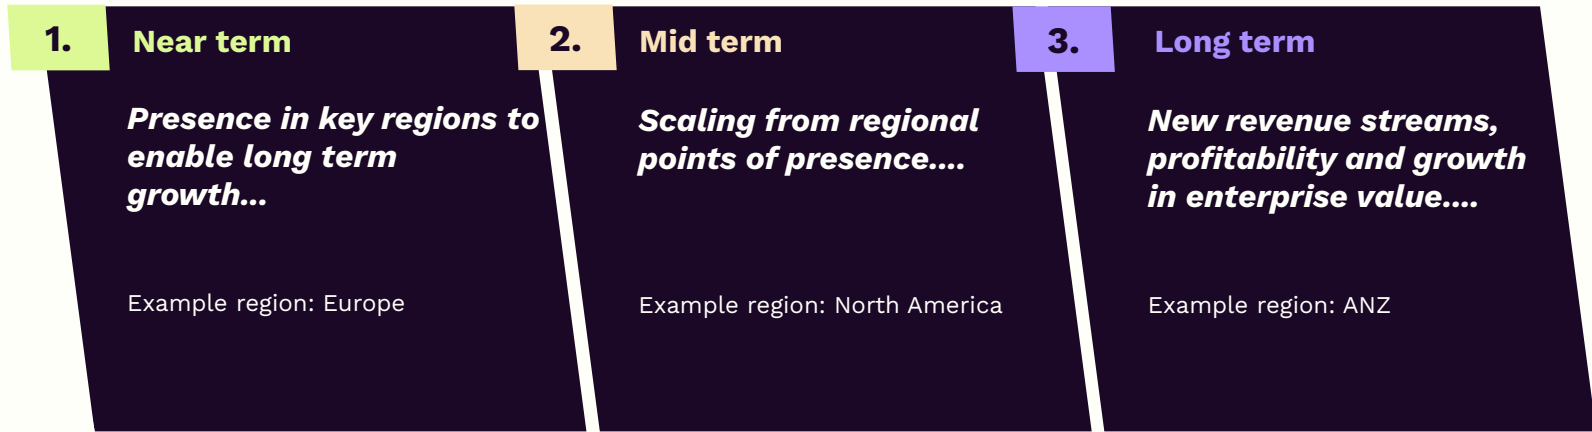 1.
Near term
Presence in key regions to
enable long term
growth...
Example region: Europe
2.
Mid term
Scaling from regional
points of presence....
Example region: North America
3.
Long term
New revenue streams,
profitability and growth
in enterprise value....
Example region: ANZ